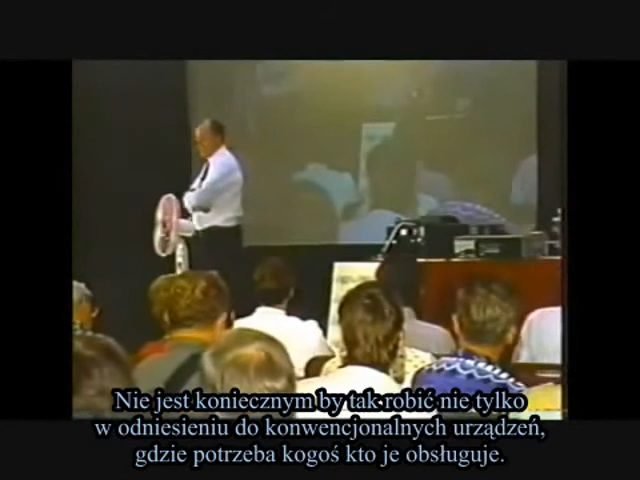 Nie jest koniecznym by tak robić nie tylko
w odniesieniu do konwencjonalnych urządzeń,
gdzie potrzeba kogoś kto je obsługuje.